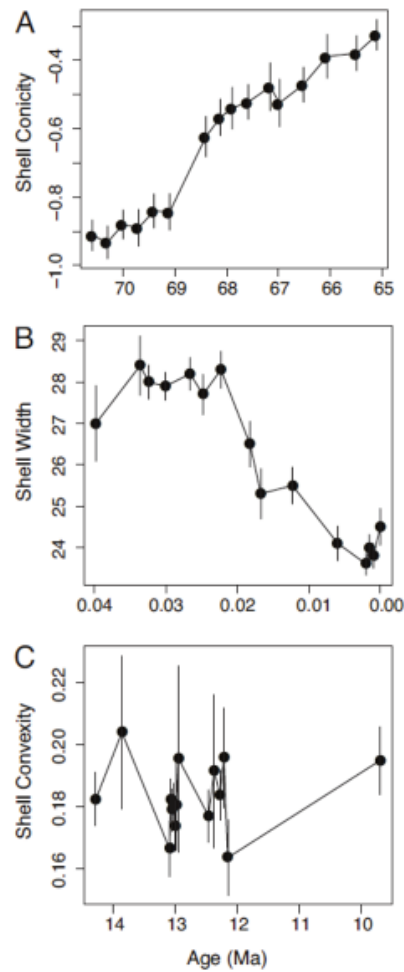 A
Shell Conicity
−0.4
−0.6
−0.8
−1.0
70 69 68 67 66 65
B
Shell Width
29
28
27
26
25
24
0.04 0.03 0.02 0.01 0.00
C
Shell Convexity
0.22
0.20
0.18
0.16
14 13 12 11 10
Age (Ma)